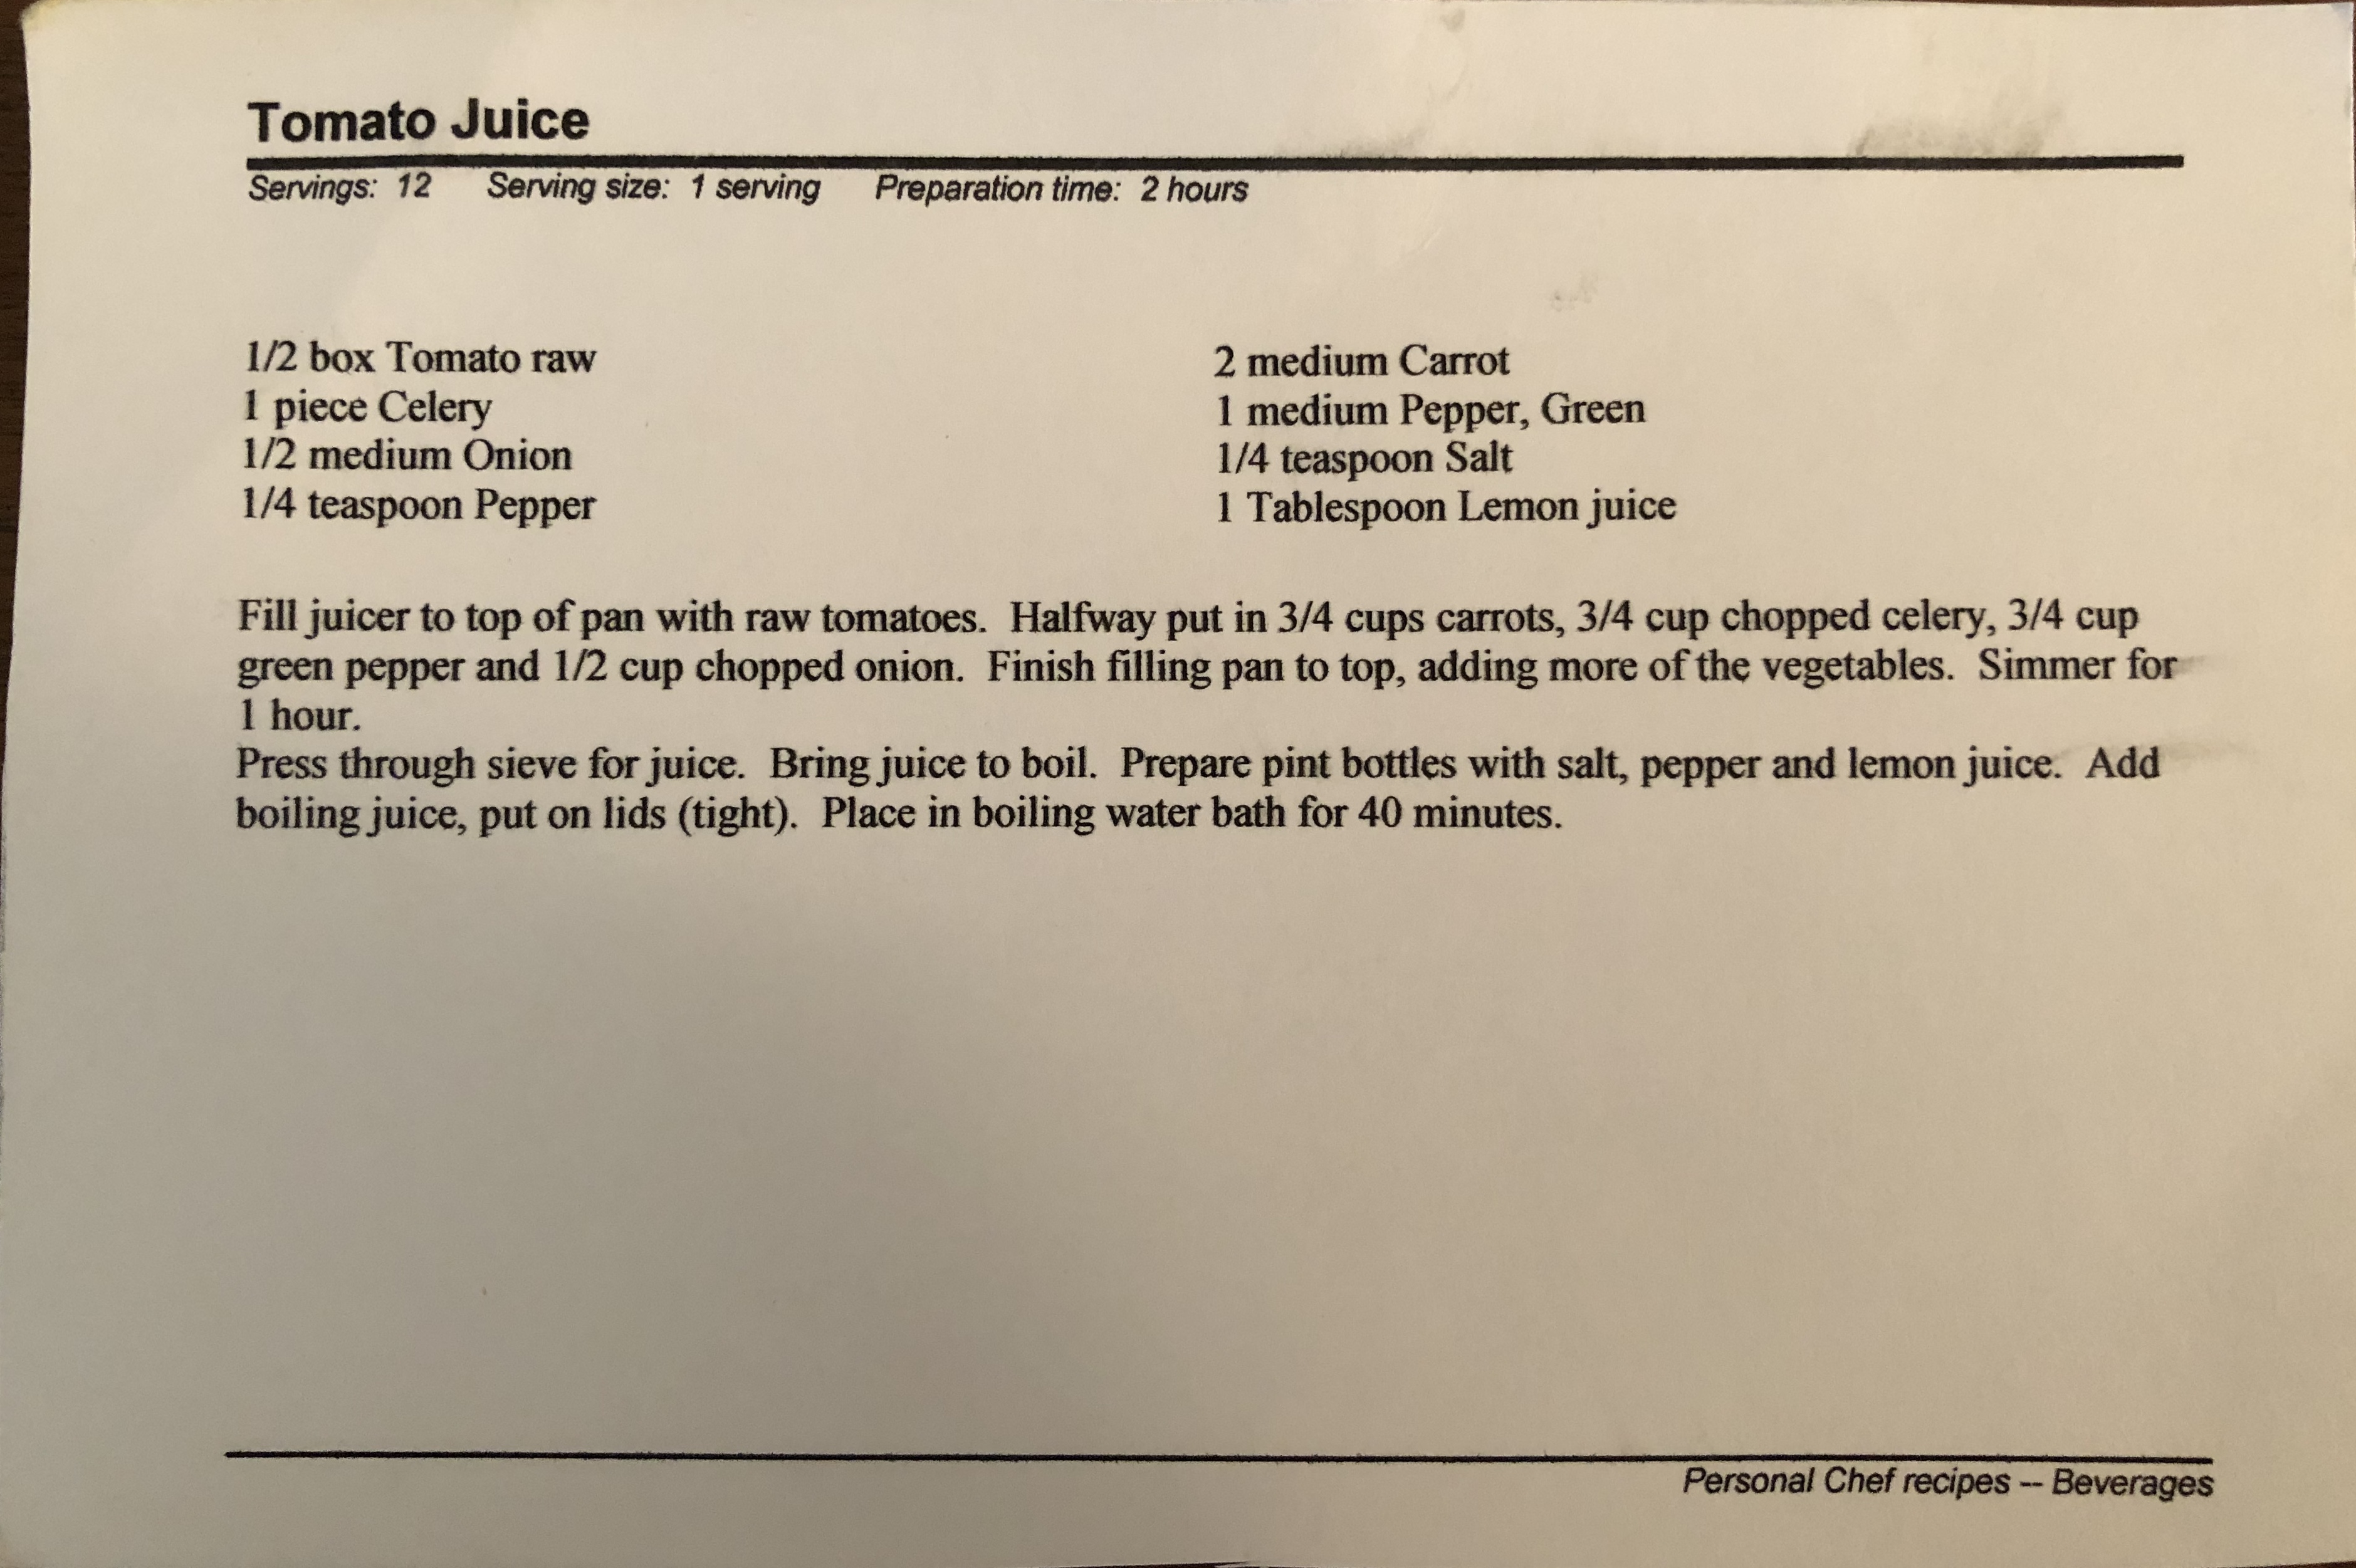 Tomato Juice
Servings: 12 Serving size: 1 serving Preparation time: 2 hours
1/2 box Tomato raw
1 piece Celery
1/2 medium Onion
1/4 teaspoon Pepper
2 medium Carrot
1 medium Pepper, Green
1/4 teaspoon Salt
1 Tablespoon Lemon juice
Fill juicer to top of pan with raw tomatoes. Halfway put in 3/4 cups carrots, 3/4 cup chopped celery, 3/4 cup
green pepper and 1/2 cup chopped onion. Finish filling pan to top, adding more of the vegetables. Simmer for
1 hour.
Press through sieve for juice. Bring juice to boil. Prepare pint bottles with salt, pepper and lemon juice. Add
boiling juice, put on lids (tight). Place in boiling water bath for 40 minutes.
Personal Chef recipes -- Beverages